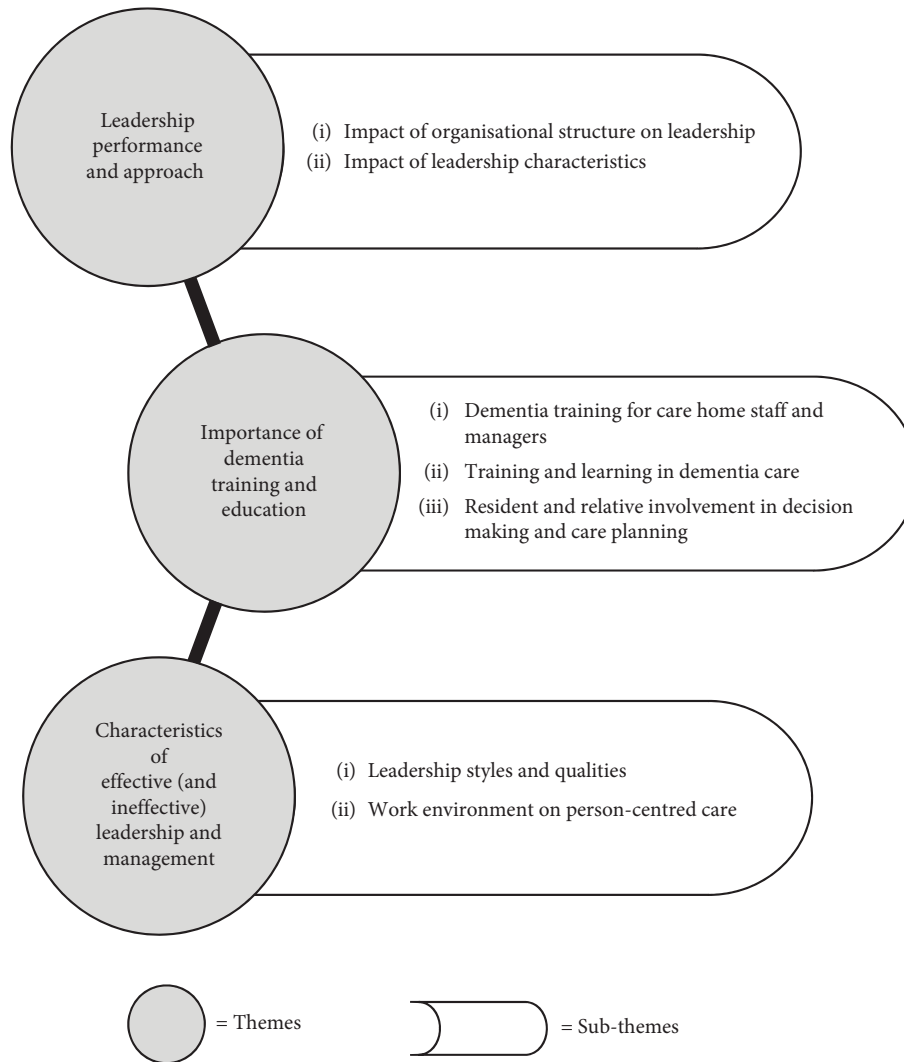 Leadership
performance
and approach
(i) Impact of organisational structure on leadership
(ii) Impact of leadership characteristics
Importance of
dementia
training and
education
(i) Dementia training for care home staff and
managers
(ii) Training and learning in dementia care
(iii) Resident and relative involvement in decision
making and care planning
Characteristics
of
effective (and
ineffective)
leadership and
management
(i) Leadership styles and qualities
(ii) Work environment on person-centred care
= Themes
= Sub-themes